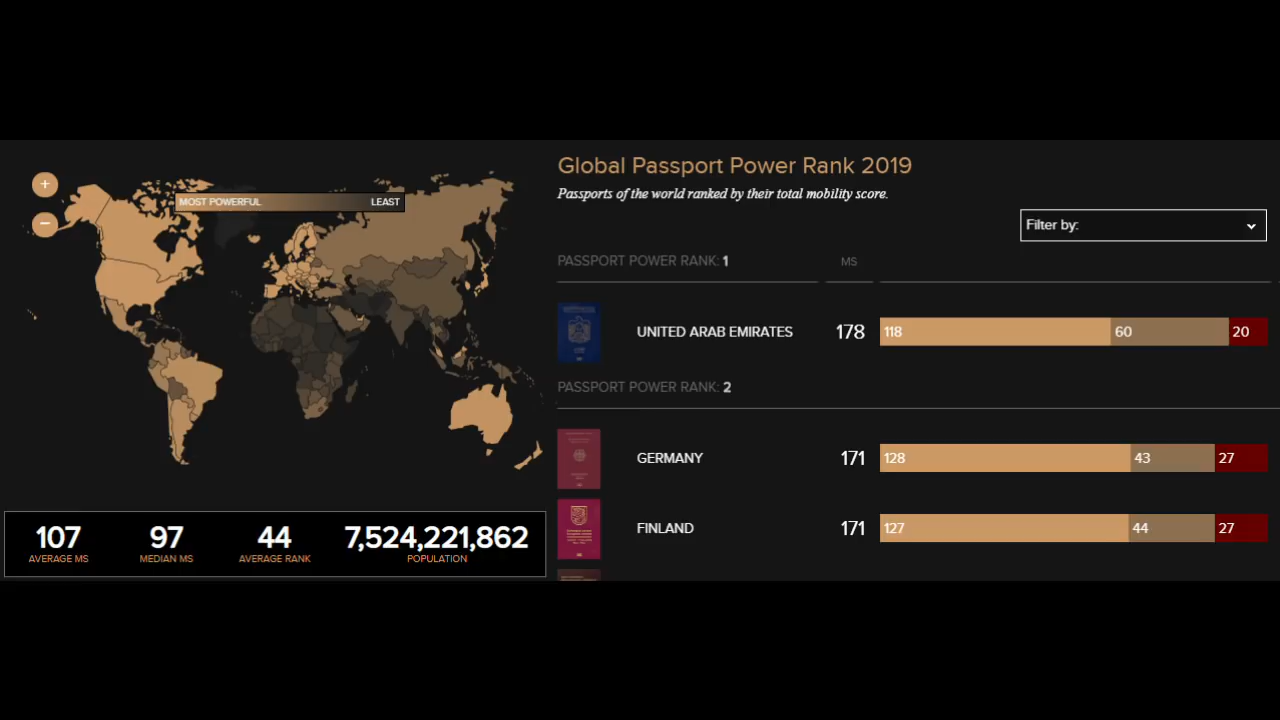 +
−
MOST POWERFUL LEAST
107 97 44 7,524,221,862
AVERAGE MS MEDIAN MS AVERAGE RANK POPULATION
Global Passport Power Rank 2019
Passports of the world ranked by their total mobility score.
Filter by:
PASSPORT POWER RANK: 1 MS
UNITED ARAB EMIRATES 178 118 60 20
PASSPORT POWER RANK: 2
GERMANY 171 128 43 27
FINLAND 171 127 44 27